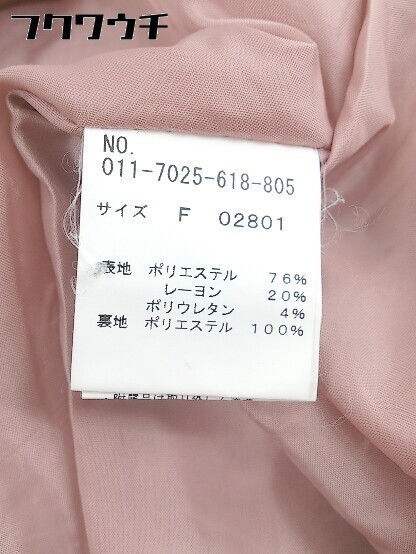 フクワウチ
NO.
011-7025-618-805
サイズ F 02801
表地 ポリエステル 76%
レーヨン 20%
ポリウレタン 4%
裏地 ポリエステル 100%